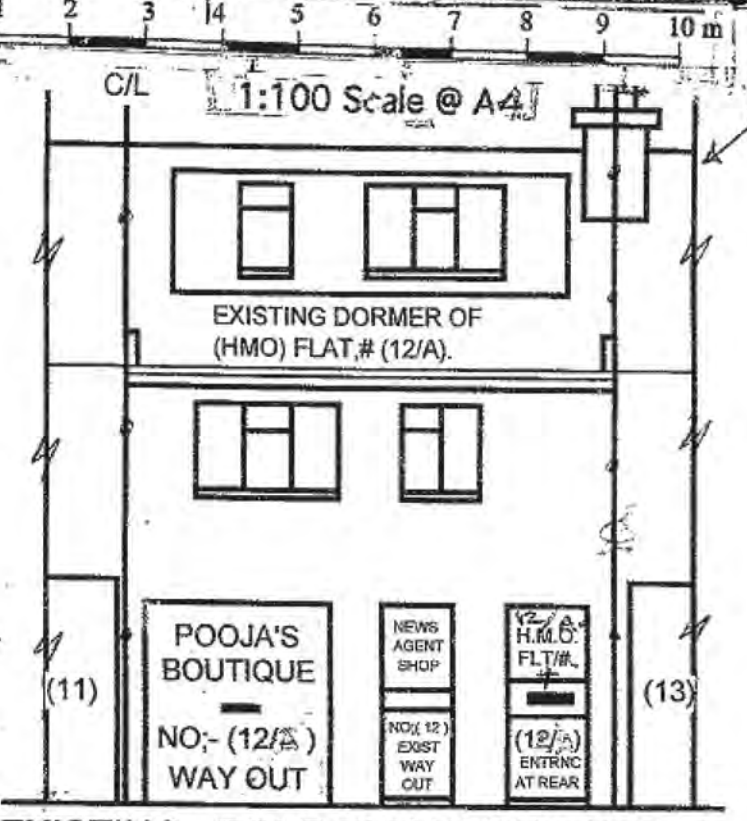 2 3 4 5 6 7 8 9 10 m
C/L
1:100 Scale @ A4
EXISTING DORMER OF
(HMO) FLAT,# (12/A).
POOJA'S
BOUTIQUE
NO;- (12/A)
WAY OUT
NEWS
AGENT
SHOP
NO;( 12 )
EXIST
WAY
OUT
12/A.
H.M.O.
FLT/#.
(12/A)
ENTRNC
AT REAR
(11)
(13)